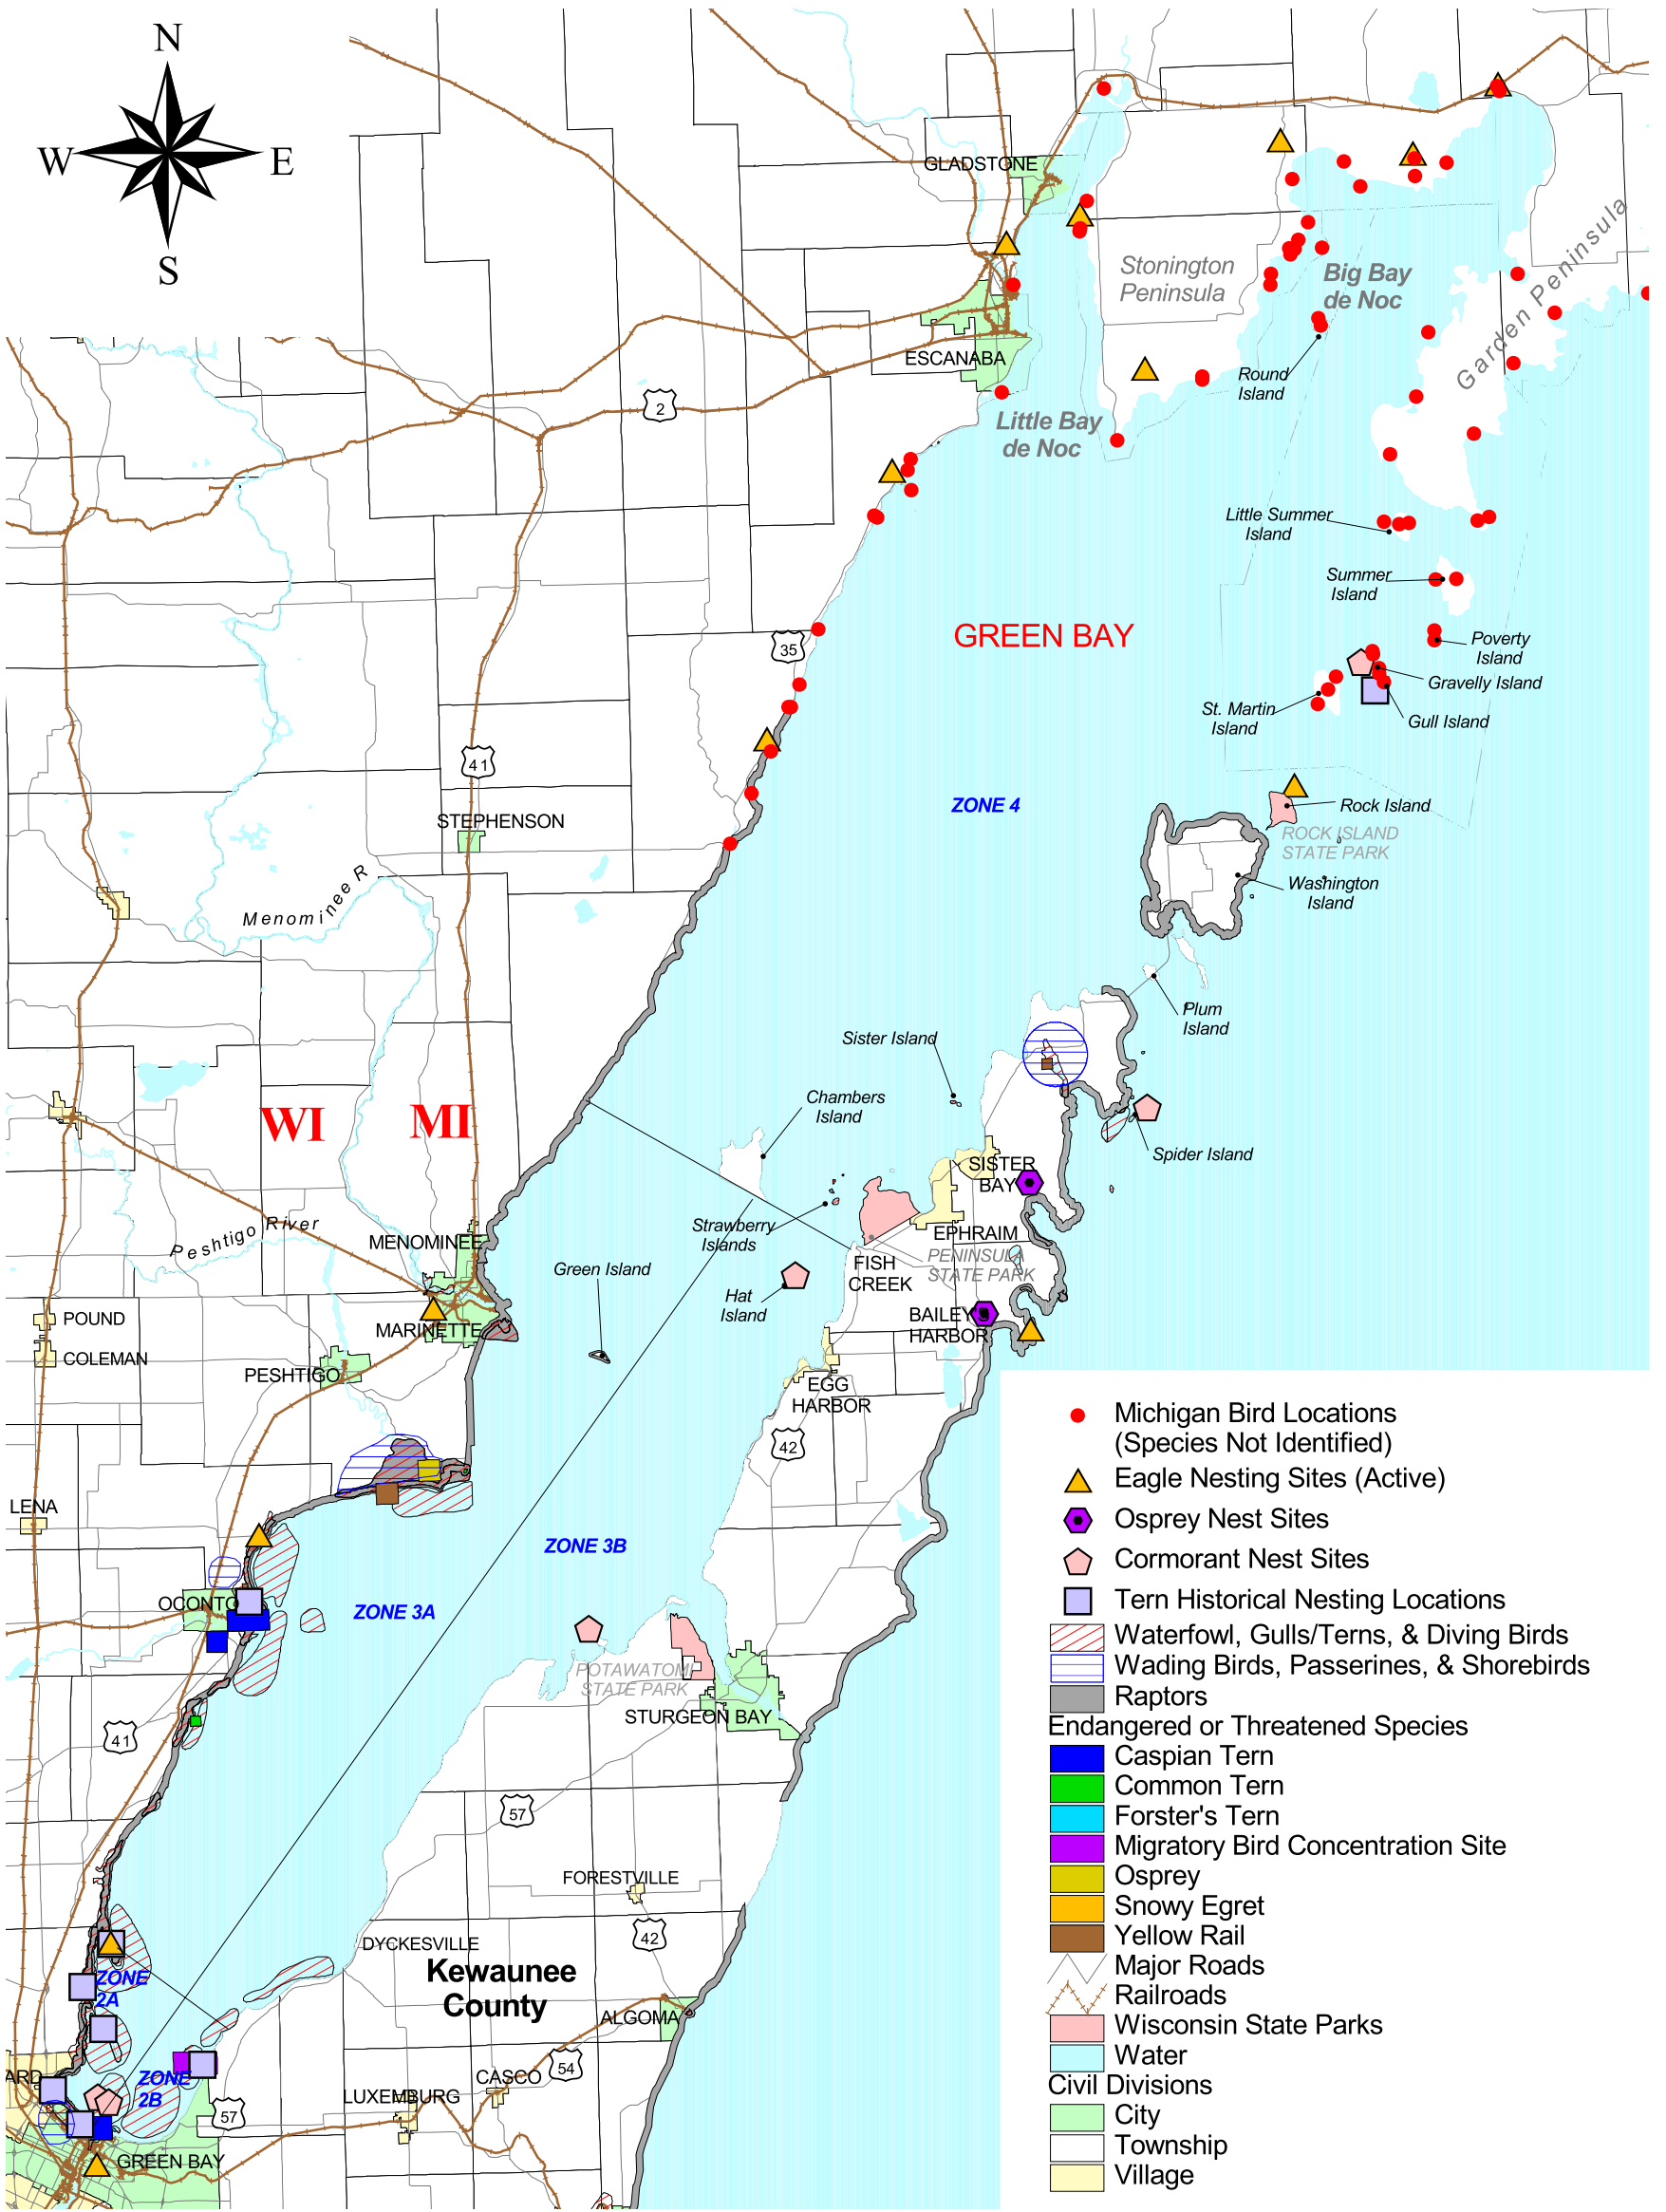 N
W
E
S
GLADSTONE
Stonington
Peninsula
Big Bay
de Noc
Garden Peninsula
ESCANABA
Round
Island
2
Little Bay
de Noc
Little Summer
Island
Summer
Island
GREEN BAY
35
Poverty
Island
Gravelly Island
St. Martin
Island
Gull Island
41
ZONE 4
Rock Island
STEPHENSON
ROCK ISLAND
STATE PARK
Menominee R
Washington
Island
Plum
Island
Sister Island
Chambers
Island
WI
MI
Spider Island
SISTER
BAY
Strawberry
Islands
Peshtigo River
MENOMINEE
EPHRAIM
PENINSULA
STATE PARK
FISH
CREEK
Green Island
Hat
Island
POUND
MARINETTE
BAILEY
HARBOR
COLEMAN
PESHTIGO
EGG
HARBOR
42
LENA
ZONE 3B
OCONTO
ZONE 3A
POTAWATOMI
STATE PARK
STURGEON BAY
41
57
FORESTVILLE
42
DYCKESVILLE
Kewaunee
County
ZONE
2A
ALGOMA
ARD
ZONE
2B
54
CASCO
LUXEMBURG
57
GREEN BAY
Michigan Bird Locations
(Species Not Identified)
Eagle Nesting Sites (Active)
Osprey Nest Sites
Cormorant Nest Sites
Tern Historical Nesting Locations
Waterfowl, Gulls/Terns, & Diving Birds
Wading Birds, Passerines, & Shorebirds
Raptors
Endangered or Threatened Species
Caspian Tern
Common Tern
Forster's Tern
Migratory Bird Concentration Site
Osprey
Snowy Egret
Yellow Rail
Major Roads
Railroads
Wisconsin State Parks
Water
Civil Divisions
City
Township
Village